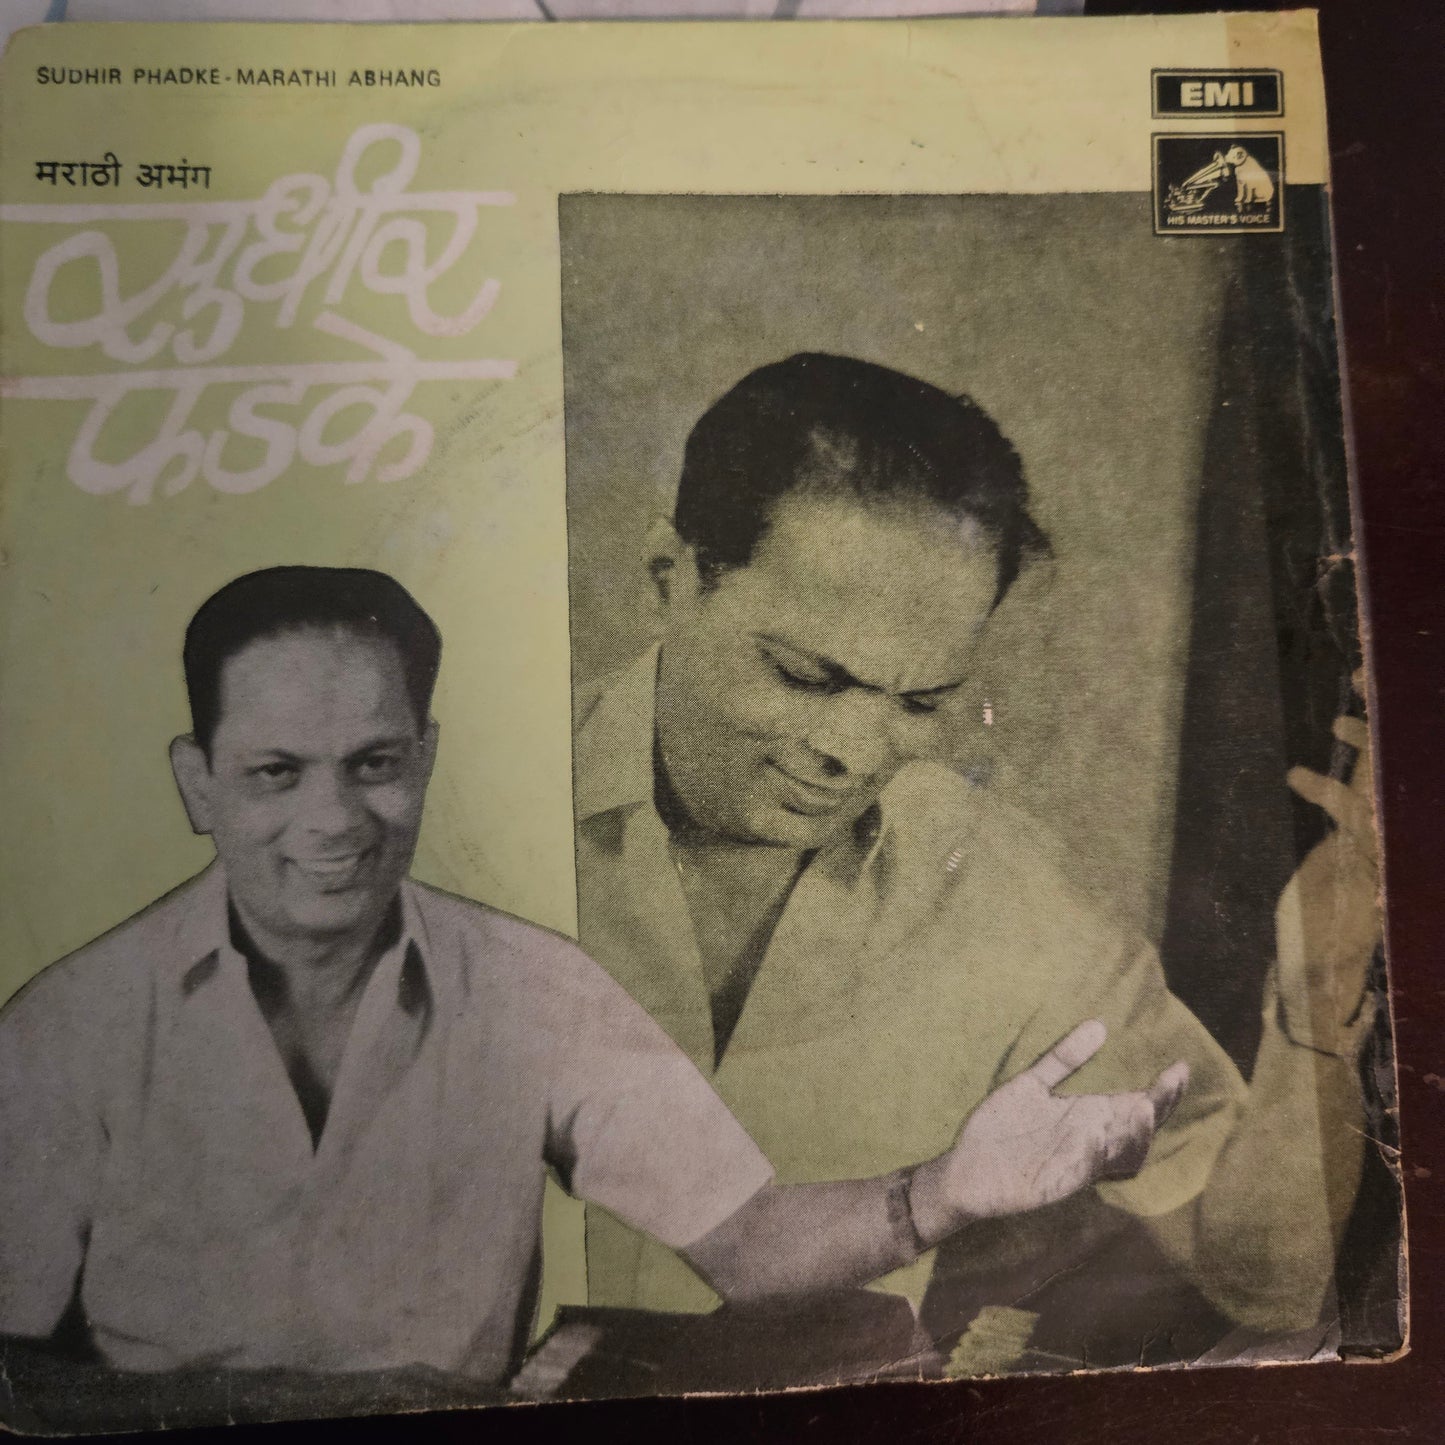 SUDHIR PHADKE - MARATHI ABHANG
मराठी अभंग
सुधीर
फडके
EMI
HIS MASTER'S VOICE